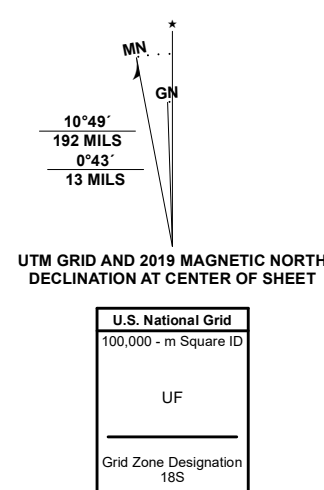 ★
MN
GN
10°49´
192 MILS
0°43´
13 MILS
UTM GRID AND 2019 MAGNETIC NORTH
DECLINATION AT CENTER OF SHEET
U.S. National Grid
100,000 - m Square ID
UF
Grid Zone Designation
18S